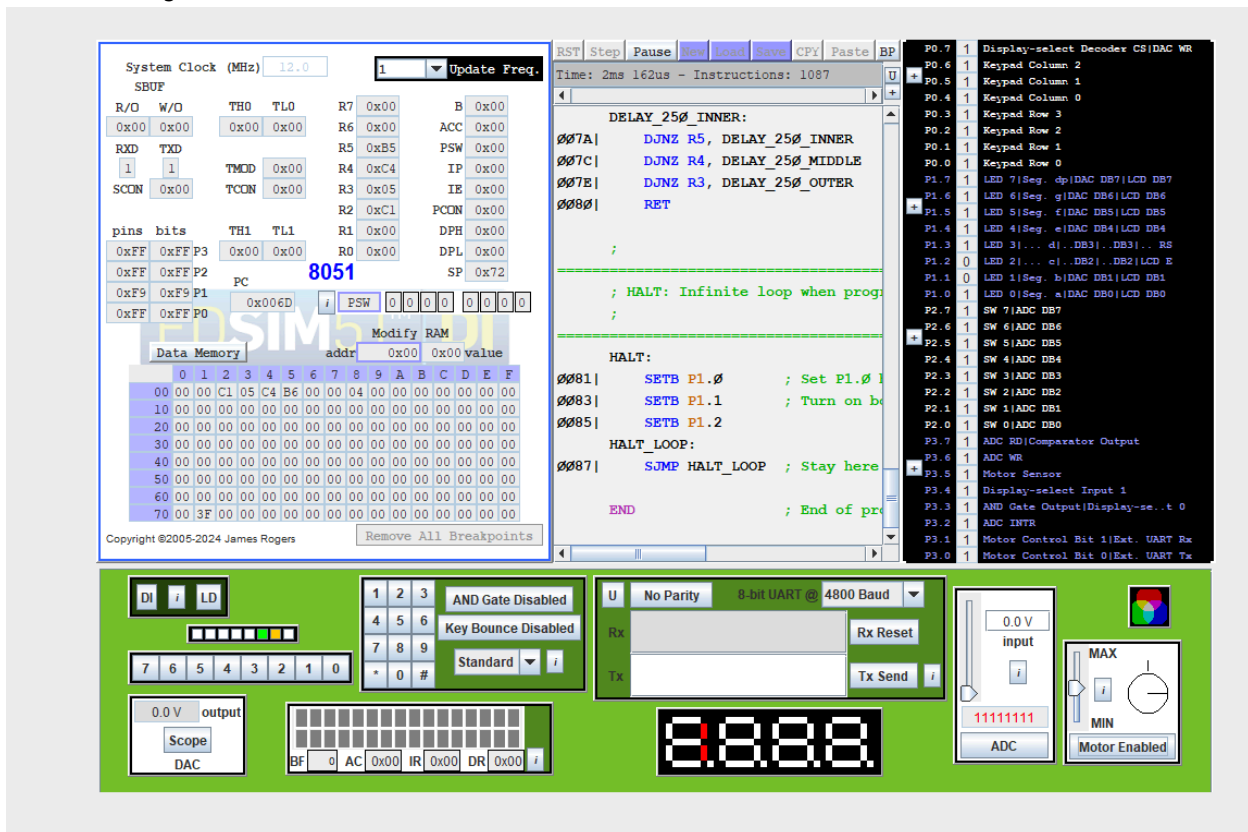 System Clock (MHz) 12.0 1 Update Freq.
SBUF
R/O W/O TH0 TL0 R7 0x00 B 0x00
0x00 0x00 0x00 0x00 R6 0x00 ACC 0x00
RXD TXD R5 0xB5 PSW 0x00
1 1 TMOD 0x00 R4 0xC4 IP 0x00
SCON 0x00 TCON 0x00 R3 0x05 IE 0x00
R2 0xC1 PCON 0x00
pins bits TH1 TL1 R1 0x00 DPH 0x00
0xFF 0xFF P3 0x00 0x00 R0 0x00 DPL 0x00
0xFF 0xFF P2 PC 8051 SP 0x72
0xF9 0xF9 P1 0x006D i PSW 0 0 0 0 0 0 0 0
0xFF 0xFF P0
Modify RAM
Data Memory addr 0x00 0x00 value
0 1 2 3 4 5 6 7 8 9 A B C D E F
00 00 00 C1 05 C4 B6 00 00 04 00 00 00 00 00 00 00
10 00 00 00 00 00 00 00 00 00 00 00 00 00 00 00 00
20 00 00 00 00 00 00 00 00 00 00 00 00 00 00 00 00
30 00 00 00 00 00 00 00 00 00 00 00 00 00 00 00 00
40 00 00 00 00 00 00 00 00 00 00 00 00 00 00 00 00
50 00 00 00 00 00 00 00 00 00 00 00 00 00 00 00 00
60 00 00 00 00 00 00 00 00 00 00 00 00 00 00 00 00
70 00 3F 00 00 00 00 00 00 00 00 00 00 00 00 00 00
Copyright ©2005-2024 James Rogers Remove All Breakpoints
RST Step Pause New Load Save CPY Paste BP
Time: 2ms 162us - Instructions: 1087 U
+
DELAY_25Ø_INNER:
ØØ7A| DJNZ R5, DELAY_25Ø_INNER
ØØ7C| DJNZ R4, DELAY_25Ø_MIDDLE
ØØ7E| DJNZ R3, DELAY_25Ø_OUTER
ØØ8Ø| RET
;
========================================
; HALT: Infinite loop when progr
;
========================================
HALT:
ØØ81| SETB P1.Ø ; Set P1.Ø
ØØ83| SETB P1.1 ; Turn on bo
ØØ85| SETB P1.2
HALT_LOOP:
ØØ87| SJMP HALT_LOOP ; Stay here
END ; End of pro
P0.7 1 Display-select Decoder CS|DAC WR
P0.6 1 Keypad Column 2
P0.5 1 Keypad Column 1
P0.4 1 Keypad Column 0
P0.3 1 Keypad Row 3
P0.2 1 Keypad Row 2
P0.1 1 Keypad Row 1
P0.0 1 Keypad Row 0
P1.7 1 LED 7|Seg. dp|DAC DB7|LCD DB7
P1.6 1 LED 6|Seg. g|DAC DB6|LCD DB6
P1.5 1 LED 5|Seg. f|DAC DB5|LCD DB5
P1.4 1 LED 4|Seg. e|DAC DB4|LCD DB4
P1.3 1 LED 3|... d|..DB3|..DB3|.. RS
P1.2 0 LED 2|... c|..DB2|..DB2|LCD E
P1.1 0 LED 1|Seg. b|DAC DB1|LCD DB1
P1.0 1 LED 0|Seg. a|DAC DB0|LCD DB0
P2.7 1 SW 7|ADC DB7
P2.6 1 SW 6|ADC DB6
P2.5 1 SW 5|ADC DB5
P2.4 1 SW 4|ADC DB4
P2.3 1 SW 3|ADC DB3
P2.2 1 SW 2|ADC DB2
P2.1 1 SW 1|ADC DB1
P2.0 1 SW 0|ADC DB0
P3.7 1 ADC RD|Comparator Output
P3.6 1 ADC WR
P3.5 1 Motor Sensor
P3.4 1 Display-select Input 1
P3.3 1 AND Gate Output|Display-se..t 0
P3.2 1 ADC INTR
P3.1 1 Motor Control Bit 1|Ext. UART Rx
P3.0 1 Motor Control Bit 0|Ext. UART Tx
DI i LD
7 6 5 4 3 2 1 0
0.0 V output
Scope
DAC
1 2 3
4 5 6
7 8 9
* 0 #
AND Gate Disabled
Key Bounce Disabled
Standard i
BF 0 AC 0x00 IR 0x00 DR 0x00 i
U No Parity 8-bit UART @ 4800 Baud
Rx Rx Reset
Tx Tx Send i
0.0 V
input
i
11111111
ADC
MAX
i
MIN
Motor Enabled